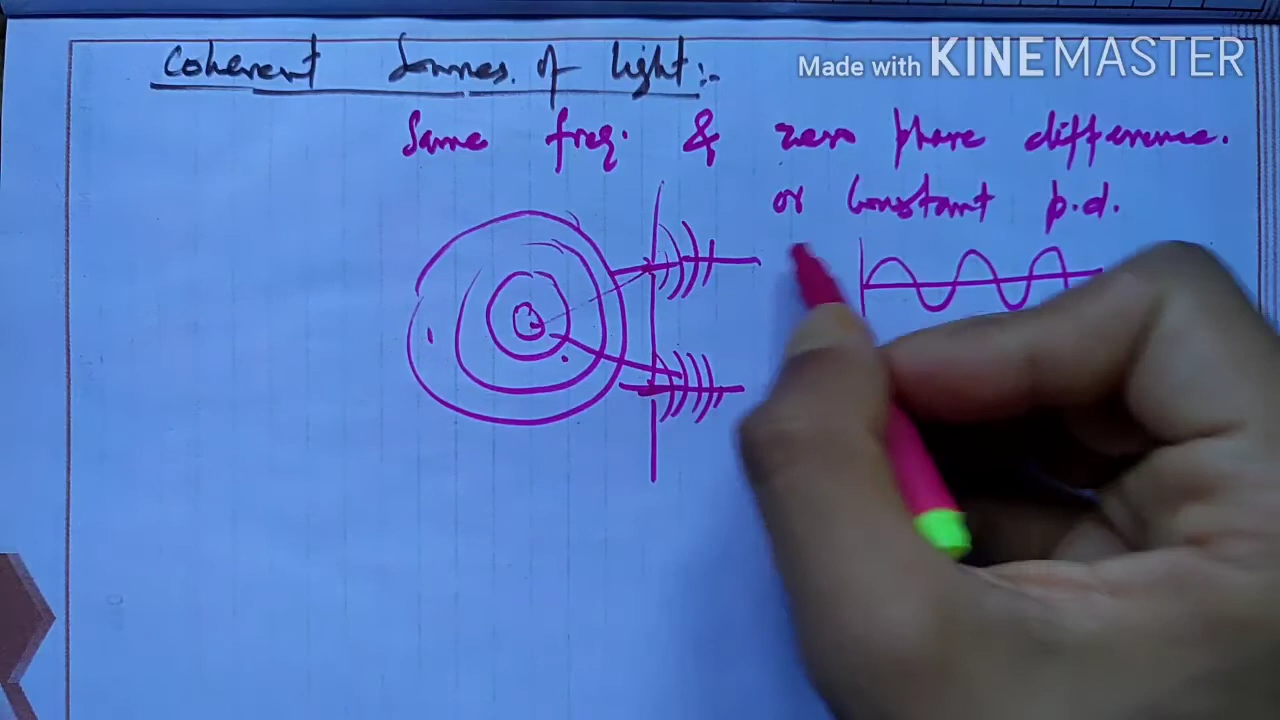 Coherent Sources of light:-
Made with KINEMASTER
Same freq. & zero phase difference.
or Constant p.d.